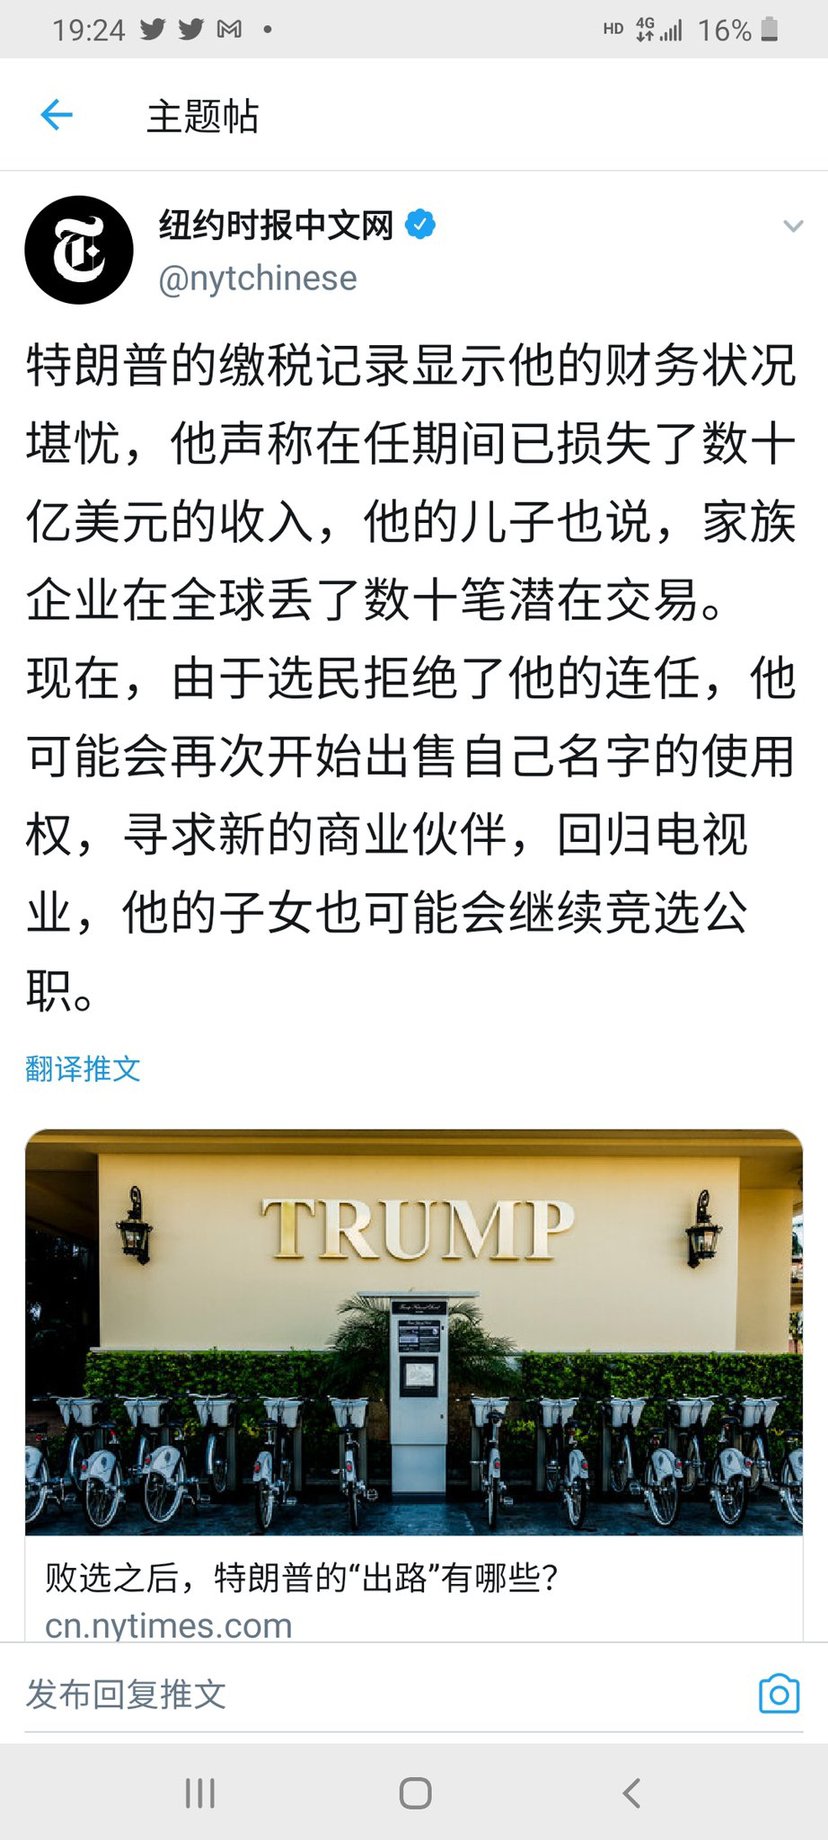 19:24
HD 4G 16%
主题帖
纽约时报中文网
@nytchinese
特朗普的缴税记录显示他的财务状况
堪忧，他声称在任期间已损失了数十
亿美元的收入，他的儿子也说，家族
企业在全球丢了数十笔潜在交易。
现在，由于选民拒绝了他的连任，他
可能会再次开始出售自己名字的使用
权，寻求新的商业伙伴，回归电视
业，他的子女也可能会继续竞选公
职。
翻译推文
TRUMP
败选之后，特朗普的“出路”有哪些？
cn.nytimes.com
发布回复推文